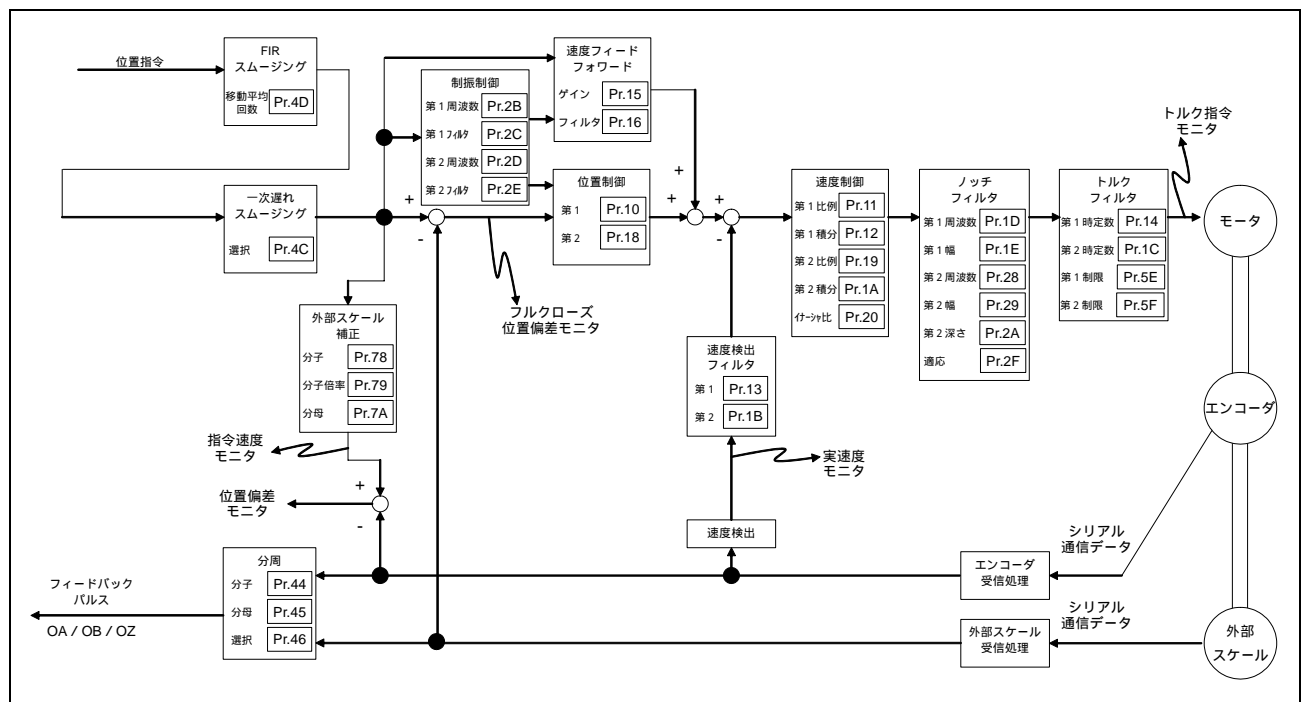 位置指令
FIR
スムージング
移動平均
回数
Pr.4D
一次遅れ
スムージング
選択 Pr.4C
制振制御
第1周波数 Pr.2B
第1フィルタ Pr.2C
第2周波数 Pr.2D
第2フィルタ Pr.2E
速度フィード
フォワード
ゲイン Pr.15
フィルタ Pr.16
位置制御
第1 Pr.10
第2 Pr.18
+
-
+
+
+
-
速度制御
第1比例 Pr.11
第1積分 Pr.12
第2比例 Pr.19
第2積分 Pr.1A
イナーシャ比 Pr.20
ノッチ
フィルタ
第1周波数 Pr.1D
第1幅 Pr.1E
第2周波数 Pr.28
第2幅 Pr.29
第2深さ Pr.2A
適応 Pr.2F
トルク
フィルタ
第1時定数 Pr.14
第2時定数 Pr.1C
第1制限 Pr.5E
第2制限 Pr.5F
トルク指令
モニタ
モータ
フルクローズ
位置偏差モニタ
外部スケール
補正
分子 Pr.78
分子倍率 Pr.79
分母 Pr.7A
速度検出
フィルタ
第1 Pr.13
第2 Pr.1B
エンコーダ
指令速度
モニタ
実速度
モニタ
+
位置偏差
モニタ
-
速度検出
シリアル
通信データ
エンコーダ
受信処理
分周
分子 Pr.44
分母 Pr.45
選択 Pr.46
フィードバック
パルス
OA / OB / OZ
シリアル
通信データ
外部スケール
受信処理
外部
スケール